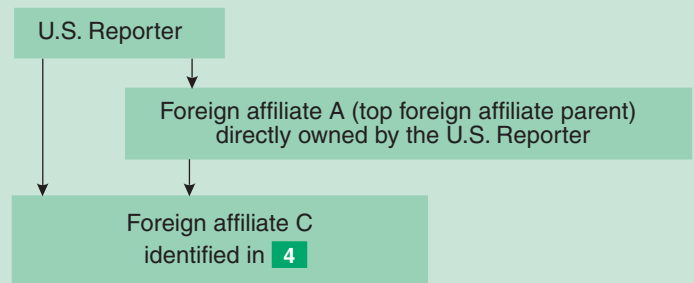 U.S. Reporter
Foreign affiliate A (top foreign affiliate parent)
directly owned by the U.S. Reporter
Foreign affiliate C
identified in 4